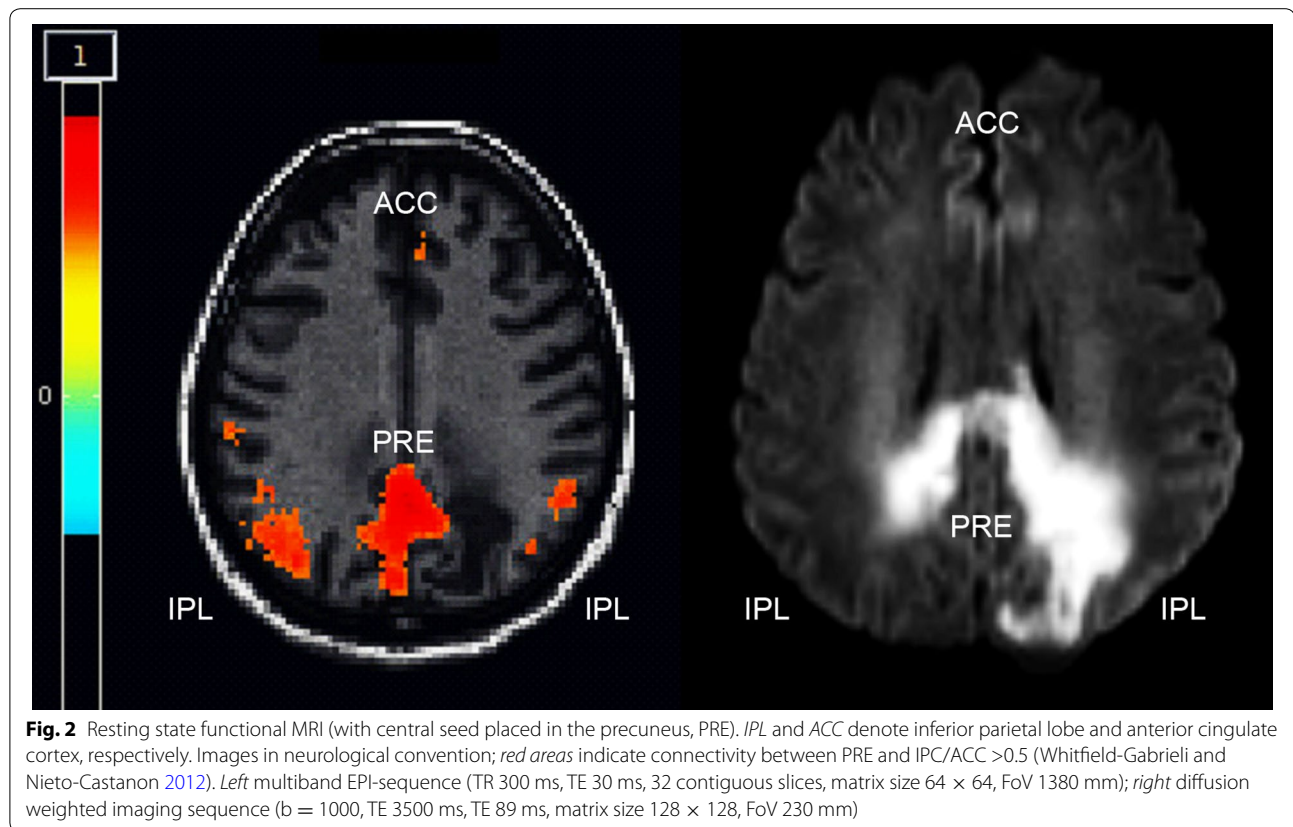 1
0
ACC
PRE
IPL
IPL
ACC
PRE
IPL
IPL
Fig. 2 Resting state functional MRI (with central seed placed in the precuneus, PRE). IPL and ACC denote inferior parietal lobe and anterior cingulate
cortex, respectively. Images in neurological convention; red areas indicate connectivity between PRE and IPC/ACC >0.5 (Whitfield-Gabrieli and
Nieto-Castanon 2012). Left multiband EPI-sequence (TR 300 ms, TE 30 ms, 32 contiguous slices, matrix size 64 × 64, FoV 1380 mm); right diffusion
weighted imaging sequence (b = 1000, TE 3500 ms, TE 89 ms, matrix size 128 × 128, FoV 230 mm)